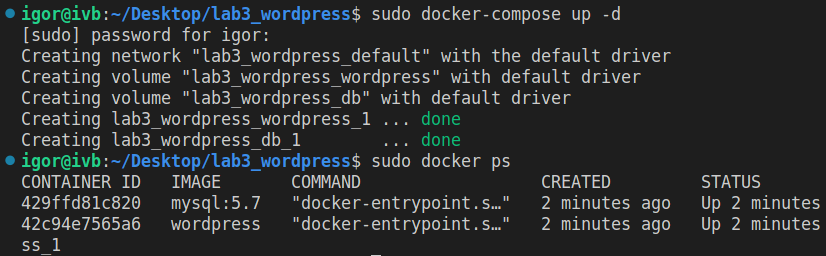 igor@ivb:~/Desktop/lab3_wordpress$ sudo docker-compose up -d
[sudo] password for igor:
Creating network "lab3_wordpress_default" with the default driver
Creating volume "lab3_wordpress_wordpress" with default driver
Creating volume "lab3_wordpress_db" with default driver
Creating lab3_wordpress_wordpress_1 ... done
Creating lab3_wordpress_db_1        ... done
igor@ivb:~/Desktop/lab3_wordpress$ sudo docker ps
CONTAINER ID   IMAGE       COMMAND                  CREATED         STATUS
429ffd81c820   mysql:5.7   "docker-entrypoint.s…"   2 minutes ago   Up 2 minutes
42c94e7565a6   wordpress   "docker-entrypoint.s…"   2 minutes ago   Up 2 minutes
ss_1